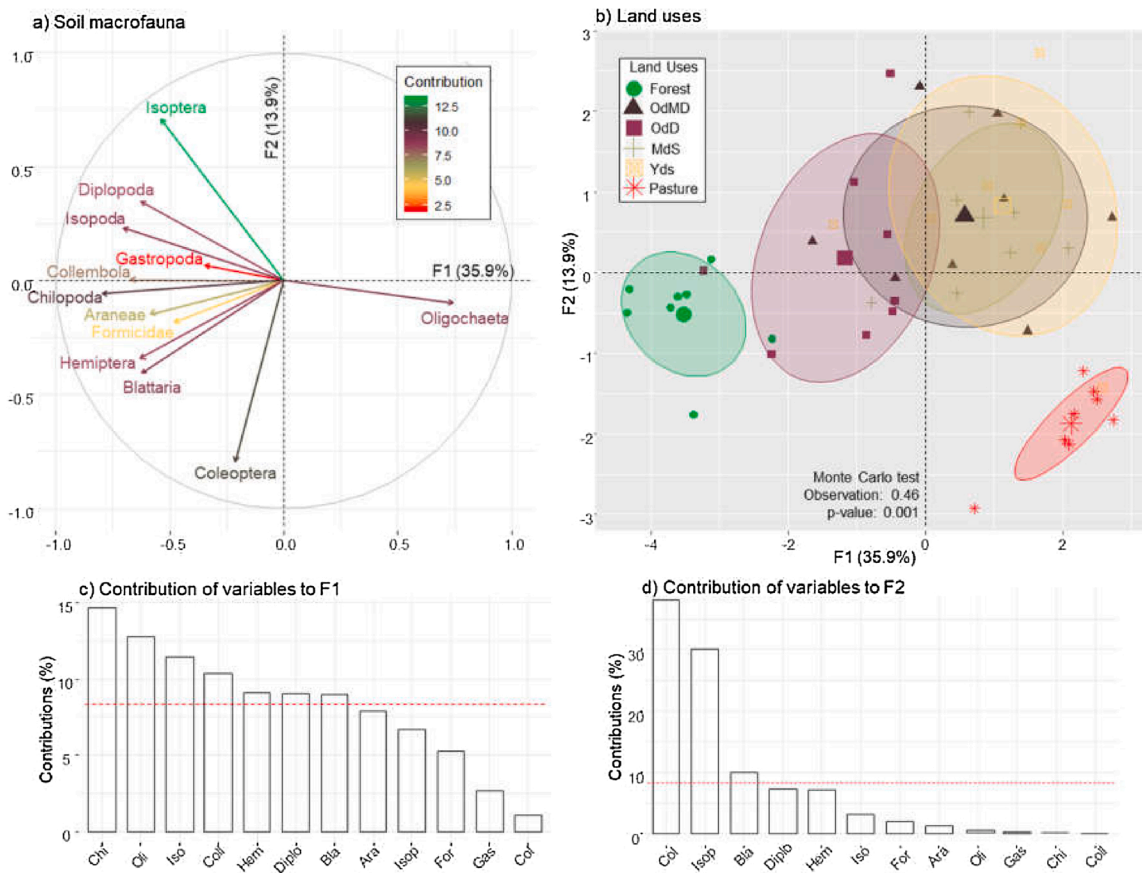 a) Soil macrofauna
1.0
0.5
0.0
-0.5
-1.0
-1.0
-0.5
0.0
0.5
1.0
F2 (13.9%)
F1 (35.9%)
Isoptera
Diplopoda
Isopoda
Gastropoda
Collembola
Chilopoda
Araneae
Formicidae
Hemiptera
Blattaria
Coleoptera
Oligochaeta
Contribution
12.5
10.0
7.5
5.0
2.5
b) Land uses
3
2
1
0
-1
-2
-3
-4
-2
0
2
F2 (13.9%)
F1 (35.9%)
Land Uses
Forest
OdMD
OdD
MdS
Yds
Pasture
Monte Carlo test
Observation: 0.46
p-value: 0.001
c) Contribution of variables to F1
Contributions (%)
15
10
5
0
Chi
Oli
Iso
Coll
Hem
Diplo
Bla
Ara
Isop
For
Gas
Col
d) Contribution of variables to F2
Contributions (%)
30
20
10
0
Col
Isop
Bla
Diplo
Hem
Iso
For
Ara
Oli
Gas
Chi
Coll